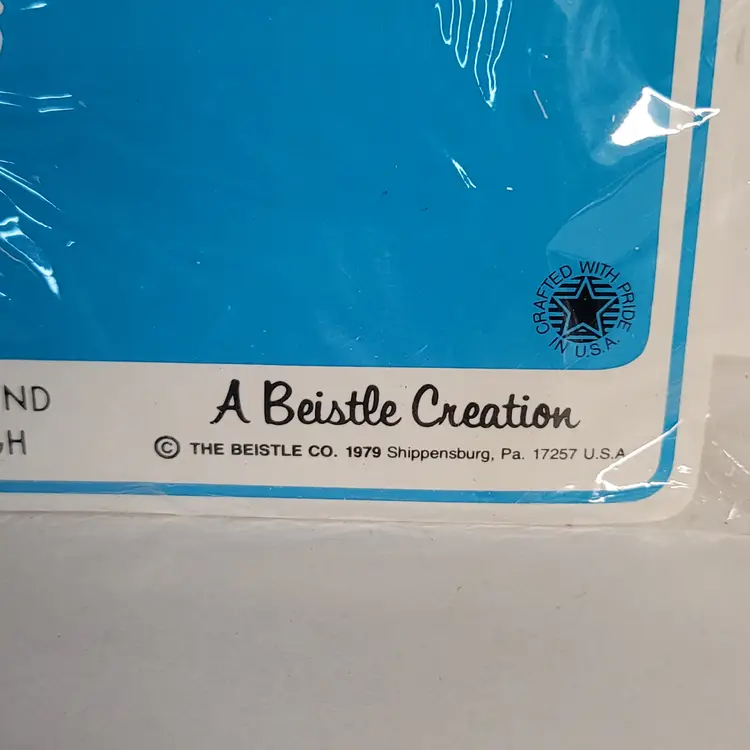 CRAFTED WITH PRIDE
IN U.S.A.
ND
GH
A Beistle Creation
© THE BEISTLE CO. 1979 Shippensburg, Pa. 17257 U.S.A